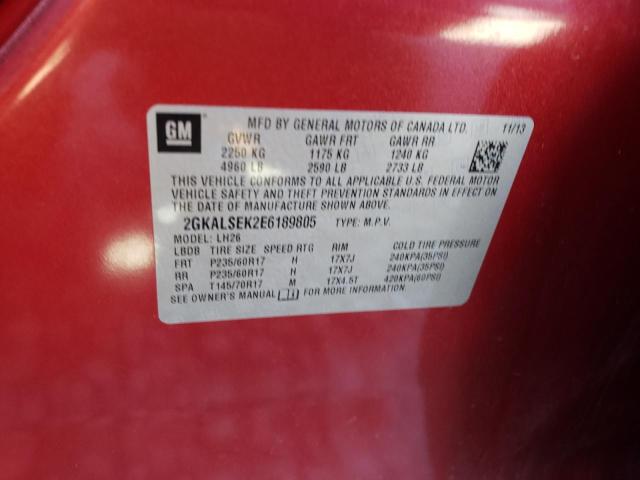 GM
MFD BY GENERAL MOTORS OF CANADA LTD. 11/13
GVWR GAWR FRT GAWR RR
2250 KG 1175 KG 1240 KG
4960 LB 2590 LB 2733 LB
THIS VEHICLE CONFORMS TO ALL APPLICABLE U.S. FEDERAL MOTOR
VEHICLE SAFETY AND THEFT PREVENTION STANDARDS IN EFFECT ON
THE DATE OF MANUFACTURE SHOWN ABOVE.
2GKALSEK2E6189805 TYPE: M.P.V.
MODEL: LH26
LBDB TIRE SIZE SPEED RTG RIM COLD TIRE PRESSURE
FRT P235/60R17 H 17X7J 240KPA(35PSI)
RR P235/60R17 H 17X7J 240KPA(35PSI)
SPA T145/70R17 M 17X4.5T 420KPA(60PSI)
SEE OWNER'S MANUAL FOR MORE INFORMATION